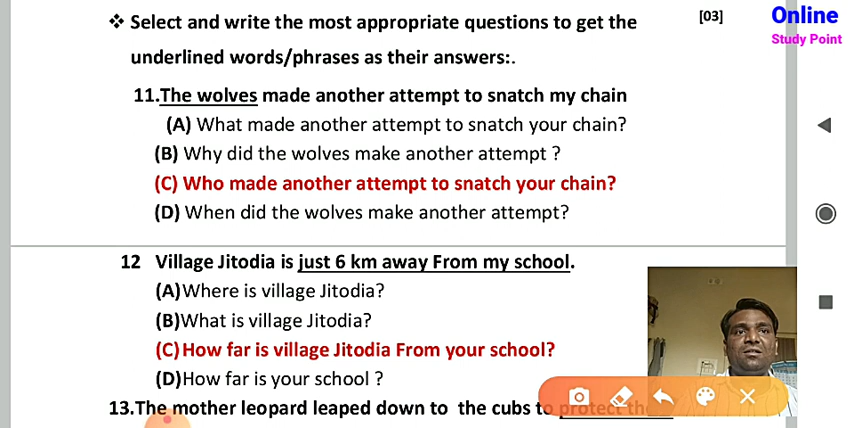 ❖ Select and write the most appropriate questions to get the [03]
underlined words/phrases as their answers:.
Online
Study Point
11.The wolves made another attempt to snatch my chain
(A) What made another attempt to snatch your chain?
(B) Why did the wolves make another attempt ?
(C) Who made another attempt to snatch your chain?
(D) When did the wolves make another attempt?
12 Village Jitodia is just 6 km away From my school.
(A)Where is village Jitodia?
(B)What is village Jitodia?
(C)How far is village Jitodia From your school?
(D)How far is your school ?
13.The mother leopard leaped down to the cubs to protect